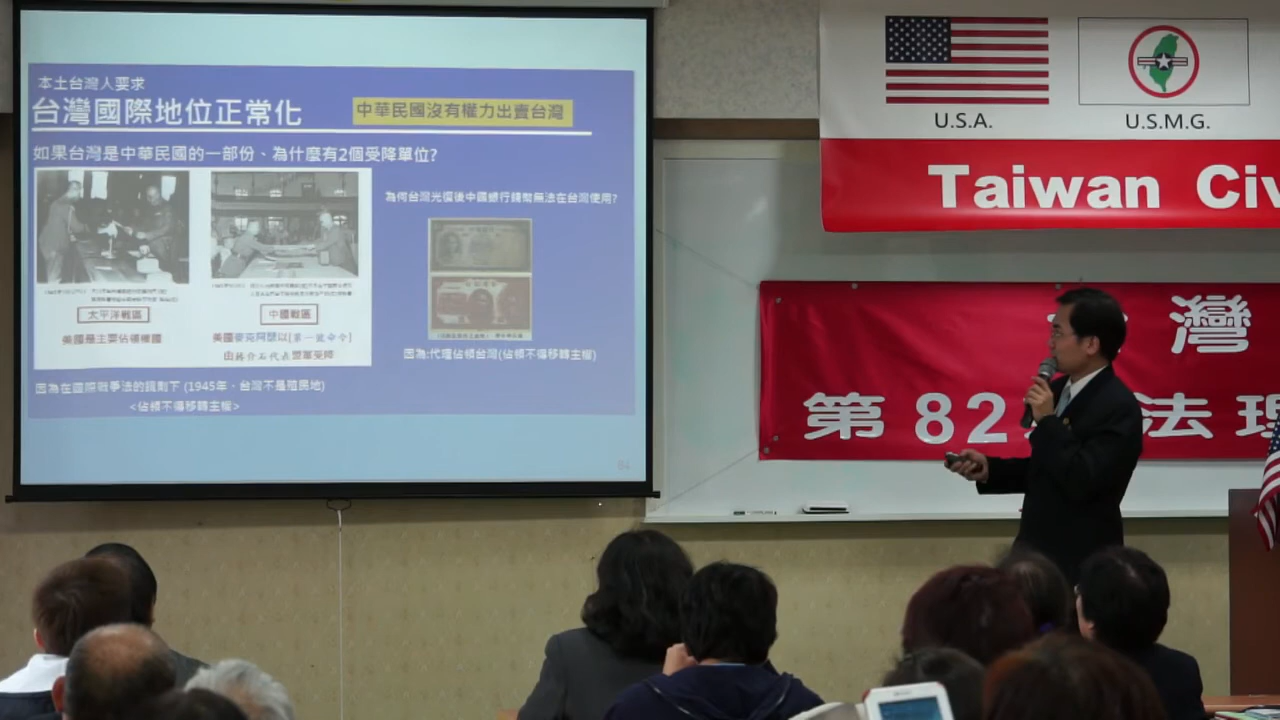 本土台灣人要求
台灣國際地位正常化
中華民國沒有權力出賣台灣
如果台灣是中華民國的一部份、為什麼有2個受降單位?
為何台灣光復後中國銀行錢幣無法在台灣使用?
太平洋戰區
中國戰區
美國是主要佔領權國
美國麥克阿瑟以[第一號命令]
由蔣介石代表盟軍受降
因為:代理佔領台灣(佔領不得移轉主權)
因為在國際戰爭法的規則下 (1945年、台灣不是殖民地)
<佔領不得移轉主權>
84
U.S.A.
U.S.M.G.
Taiwan Civ
灣
第 82
法 理